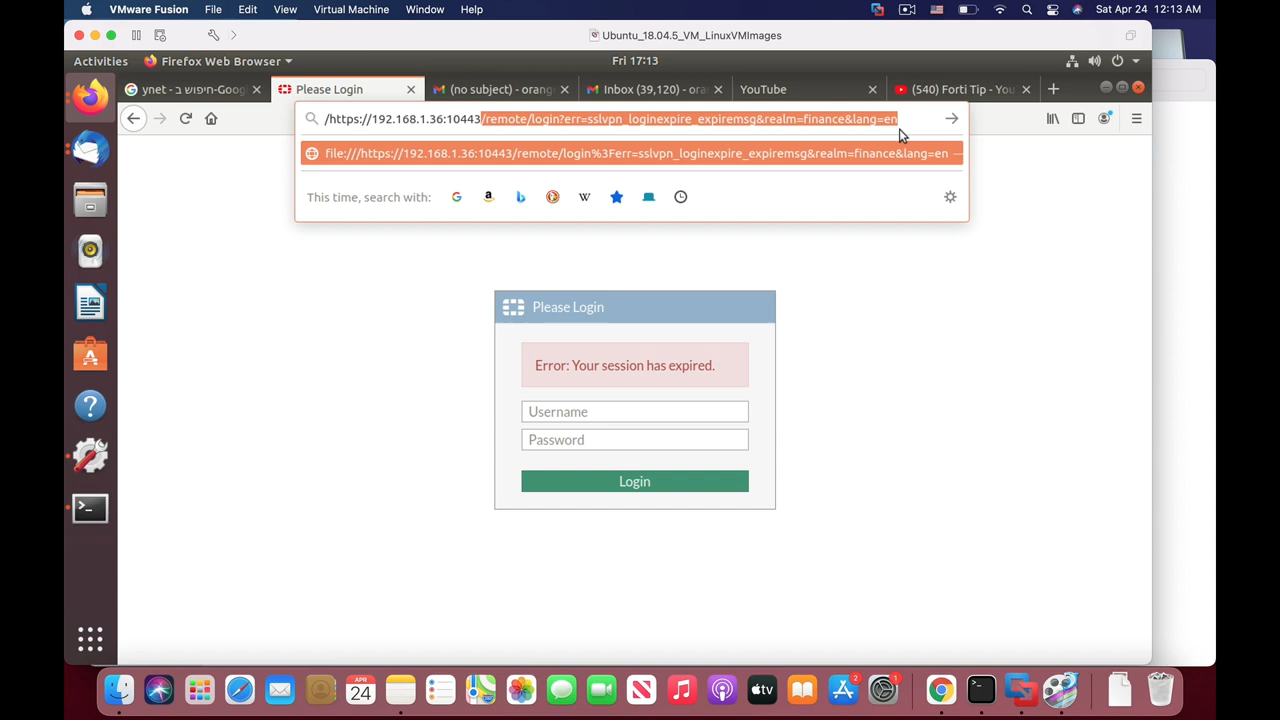 VMware Fusion File Edit View Virtual Machine Window Help Sat Apr 24 12:13 AM
Ubuntu_18.04.5_VM_LinuxVMImages
Activities Firefox Web Browser Fri 17:13
ynet - חיפוש ב-Goog Please Login (no subject) - orang Inbox (39,120) - oran YouTube (540) Forti Tip - You
/https://192.168.1.36:10443/remote/login?err=sslvpn_loginexpire_expiremsg&realm=finance&lang=en
file:///https://192.168.1.36:10443/remote/login%3Ferr=sslvpn_loginexpire_expiremsg&realm=finance&lang=en —
This time, search with: G a b W
Please Login
Error: Your session has expired.
Username
Password
Login
APR
24
tv
2
1